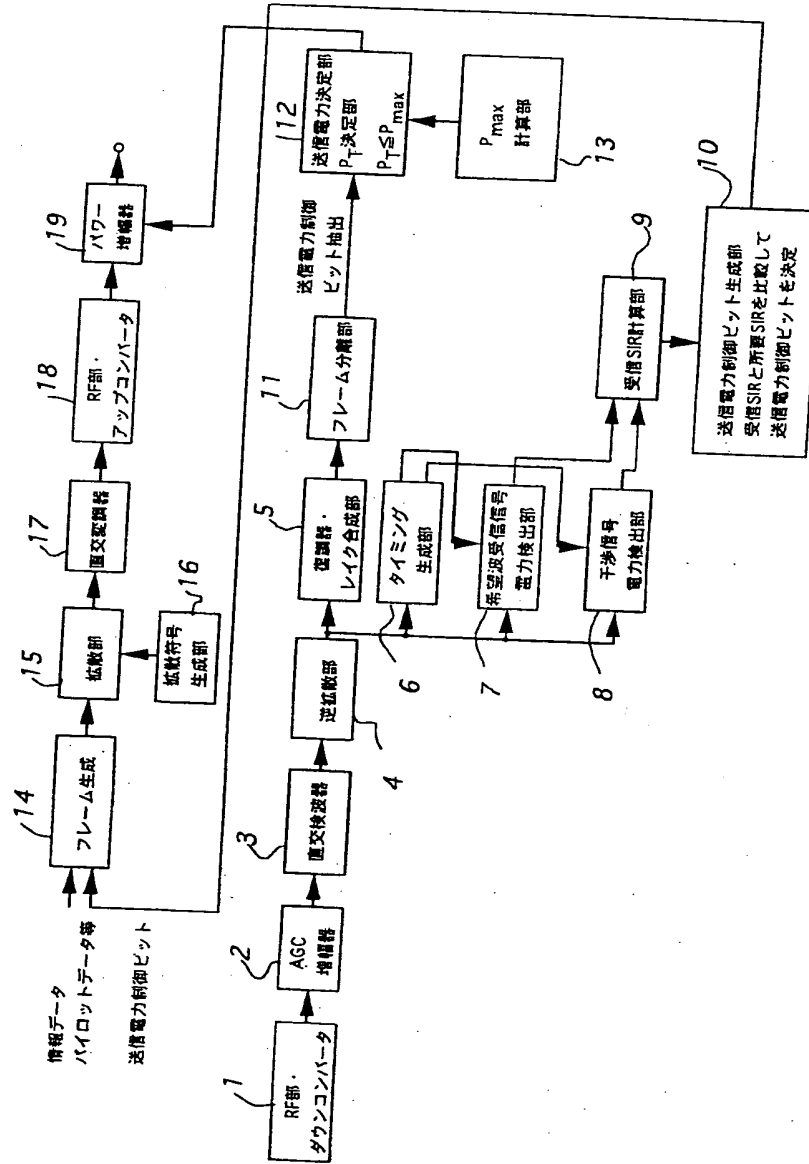 情報データ
パイロットデータ等
送信電力制御ビット
14
フレーム生成
15
拡散部
16
拡散符号
生成部
17
直交変調器
18
RF部・
アップコンバータ
19
パワー
増幅器
1
RF部・
ダウンコンバータ
2
AGC
増幅器
3
直交検波器
4
逆拡散部
5
復調器・
レイク合成部
6
タイミング
生成部
7
希望波受信信号
電力検出部
8
干渉信号
電力検出部
11
フレーム分離部
送信電力制御
ビット抽出
12
送信電力決定部
PT決定部
PT≦Pmax
13
Pmax
計算部
9
受信SIR計算部
10
送信電力制御ビット生成部
受信SIRと所要SIRを比較して
送信電力制御ビットを決定